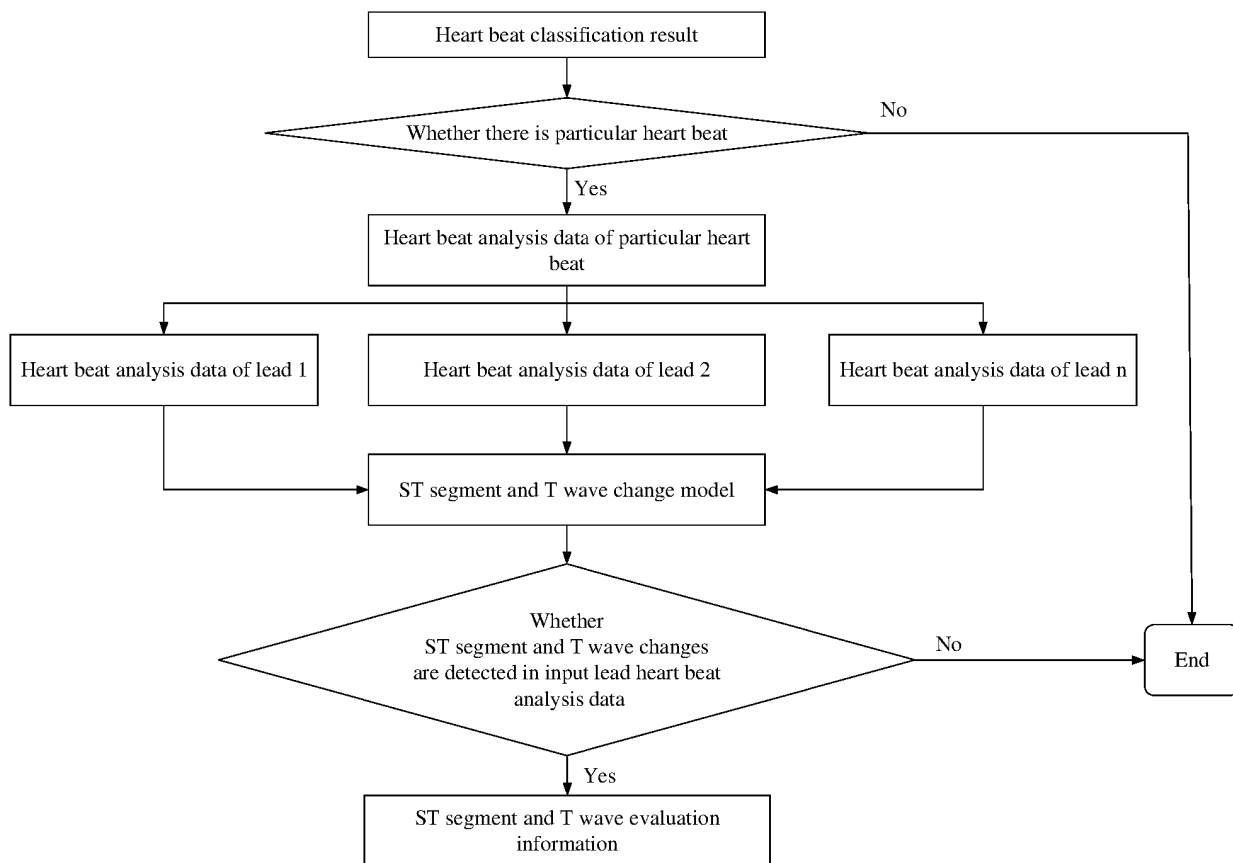 Heart beat classification result
No
Whether there is particular heart beat
Yes
Heart beat analysis data of particular heart
beat
Heart beat analysis data of lead 1
Heart beat analysis data of lead 2
Heart beat analysis data of lead n
ST segment and T wave change model
Whether
ST segment and T wave changes
are detected in input lead heart beat
analysis data
No
End
Yes
ST segment and T wave evaluation
information